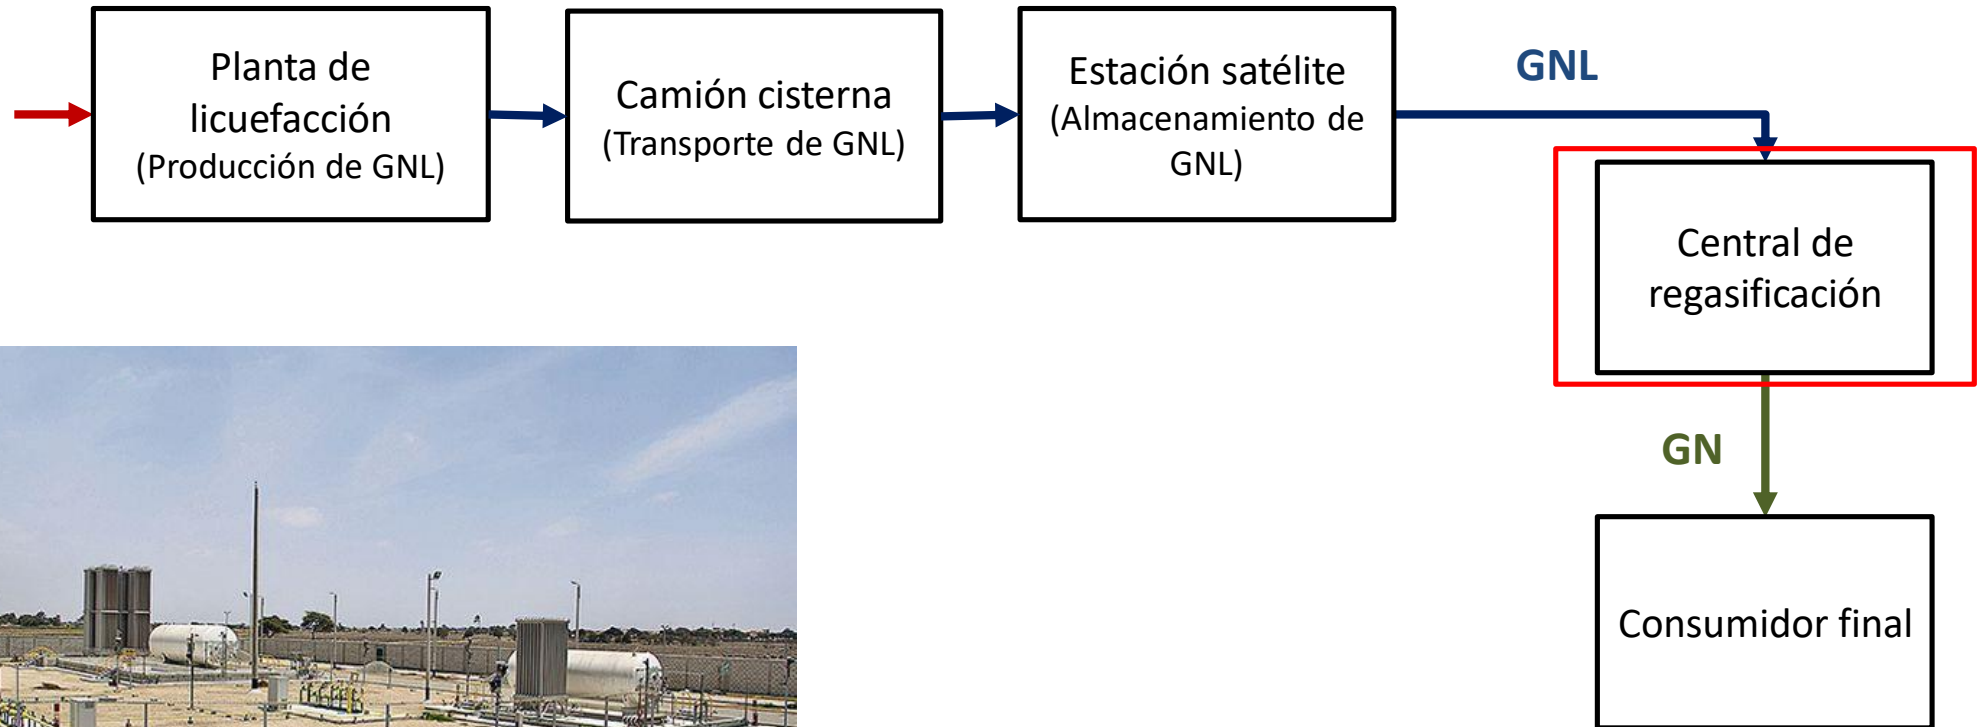 Planta de
licuefacción
(Producción de GNL)
Camión cisterna
(Transporte de GNL)
Estación satélite
(Almacenamiento de
GNL)
GNL
Central de
regasificación
GN
Consumidor final